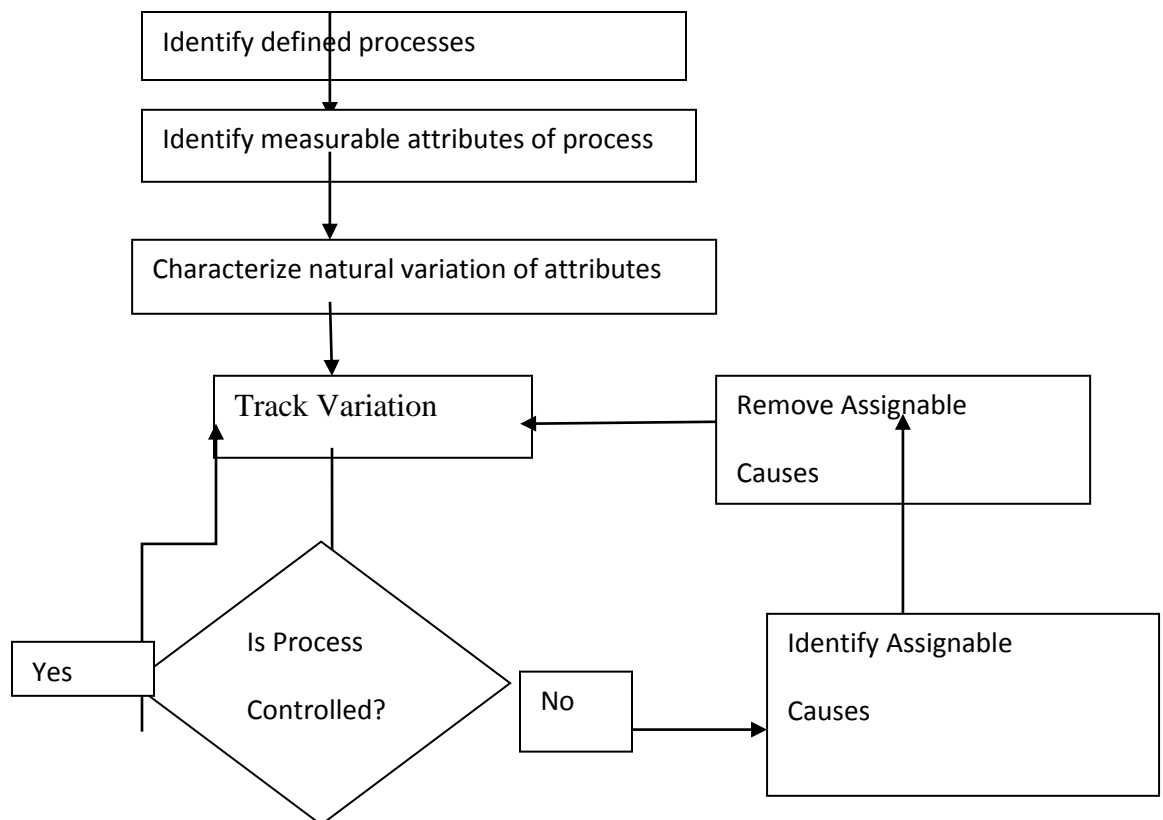 Identify defined processes
Identify measurable attributes of process
Characterize natural variation of attributes
Track Variation
Remove Assignable
Causes
Is Process
Controlled?
Yes
No
Identify Assignable
Causes